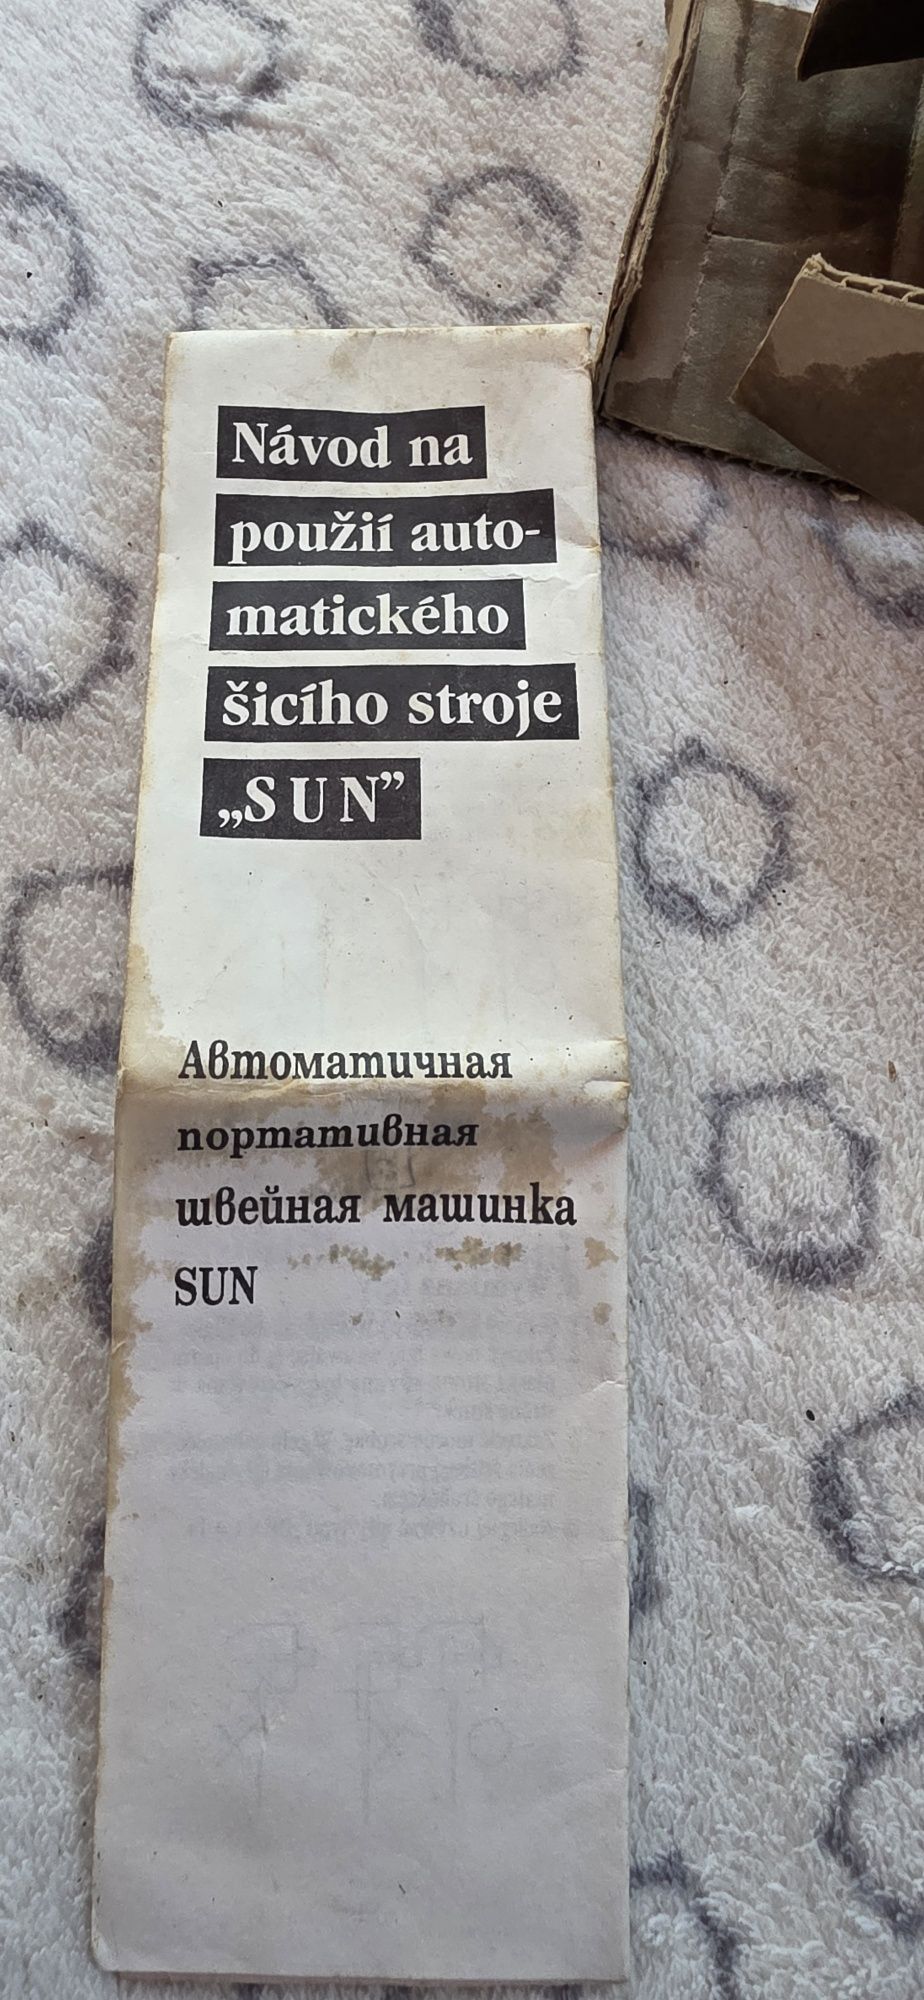 Návod na
použií auto-
matického
šicího stroje
„SUN”
Автоматичная
портативная
швейная машинка
SUN